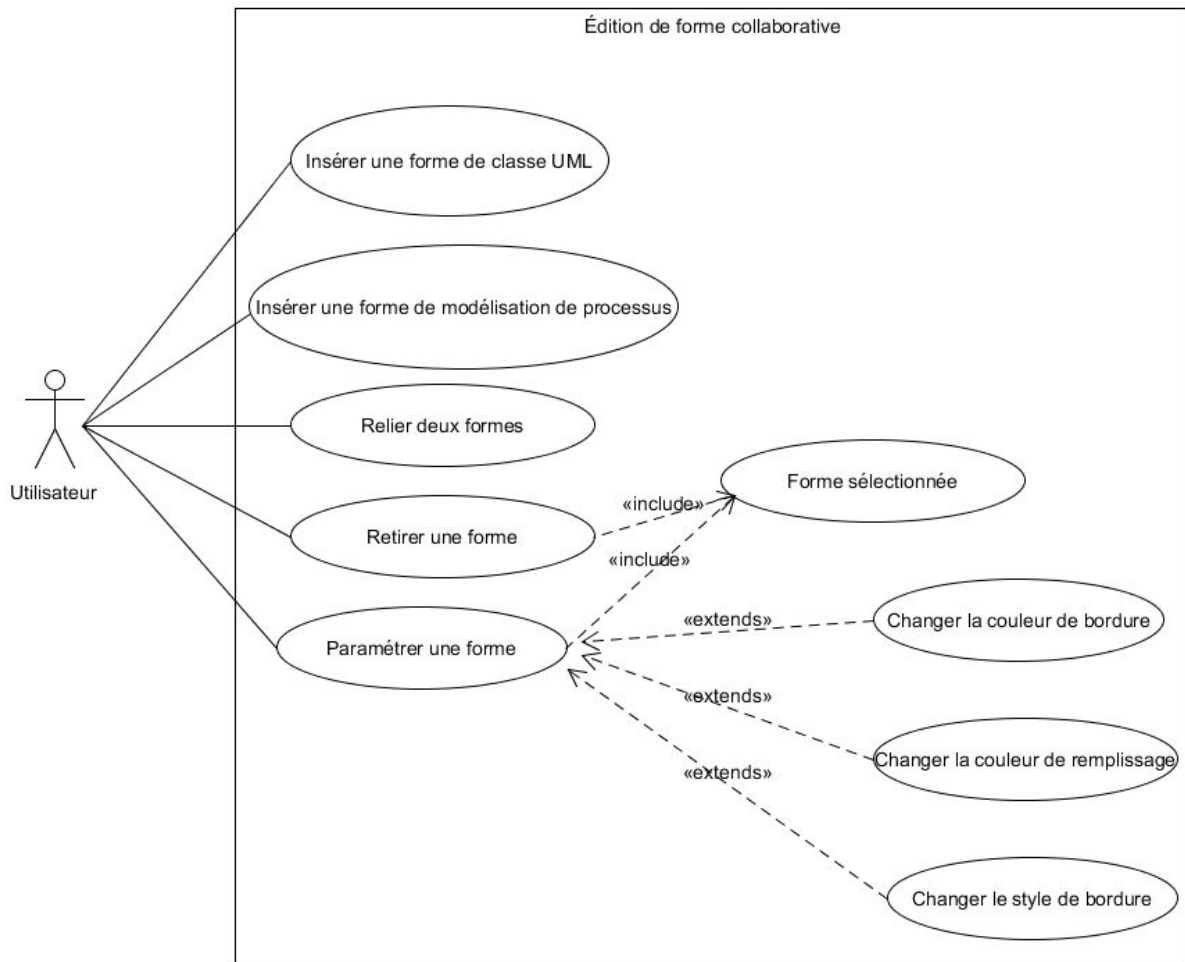 Édition de forme collaborative
Insérer une forme de classe UML
Insérer une forme de modélisation de processus
Relier deux formes
Utilisateur
Forme sélectionnée
«include»
Retirer une forme
«include»
«extends»
Changer la couleur de bordure
Paramétrer une forme
«extends»
Changer la couleur de remplissage
«extends»
Changer le style de bordure